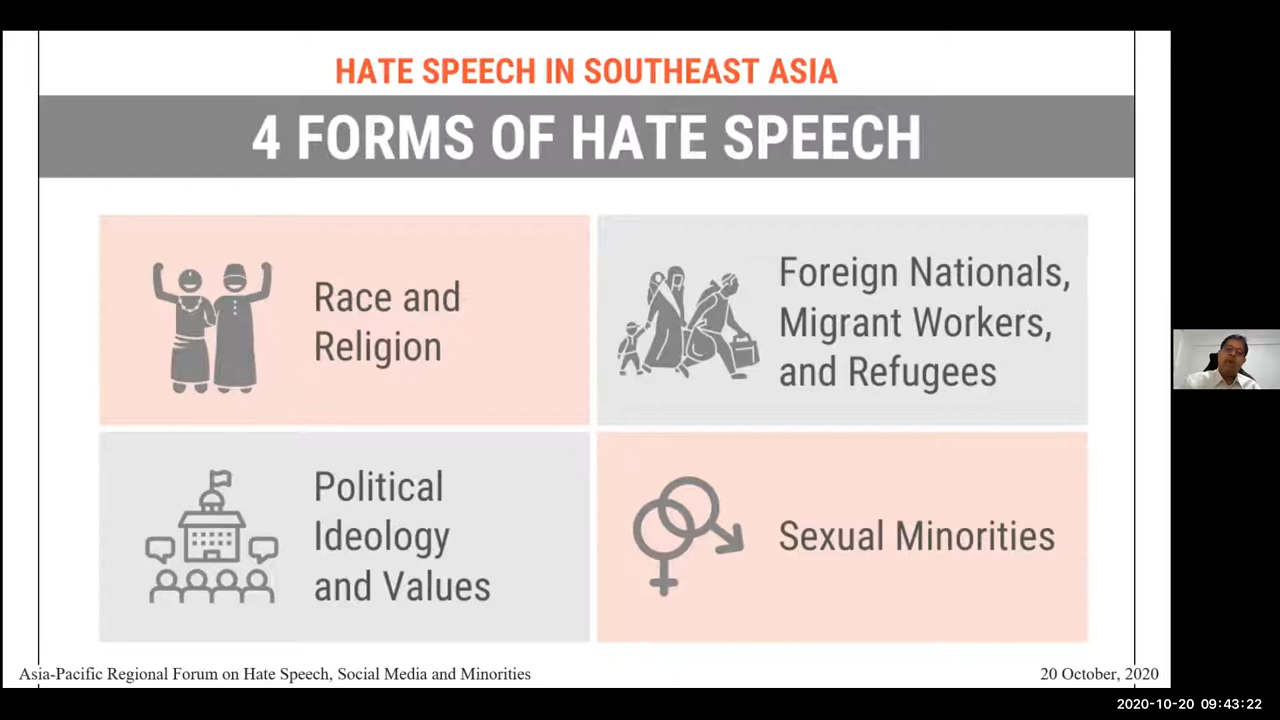 HATE SPEECH IN SOUTHEAST ASIA
4 FORMS OF HATE SPEECH
Race and
Religion
Foreign Nationals,
Migrant Workers,
and Refugees
Political
Ideology
and Values
Sexual Minorities
Asia-Pacific Regional Forum on Hate Speech, Social Media and Minorities
20 October, 2020
2020-10-20 09:43:22